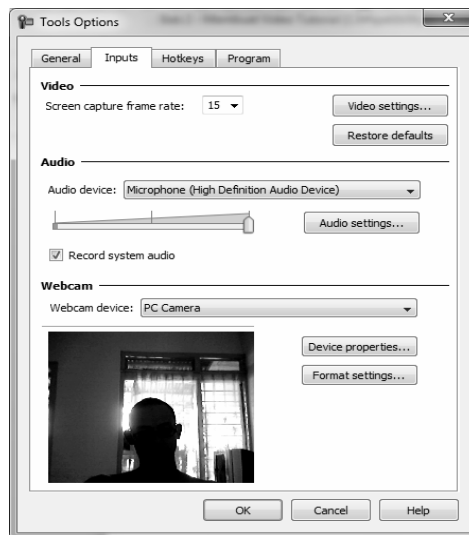 Tools Options
General Inputs Hotkeys Program
Video
Screen capture frame rate: 15 Video settings...
Restore defaults
Audio
Audio device: Microphone (High Definition Audio Device)
Audio settings...
Record system audio
Webcam
Webcam device: PC Camera
Device properties...
Format settings...
OK Cancel Help